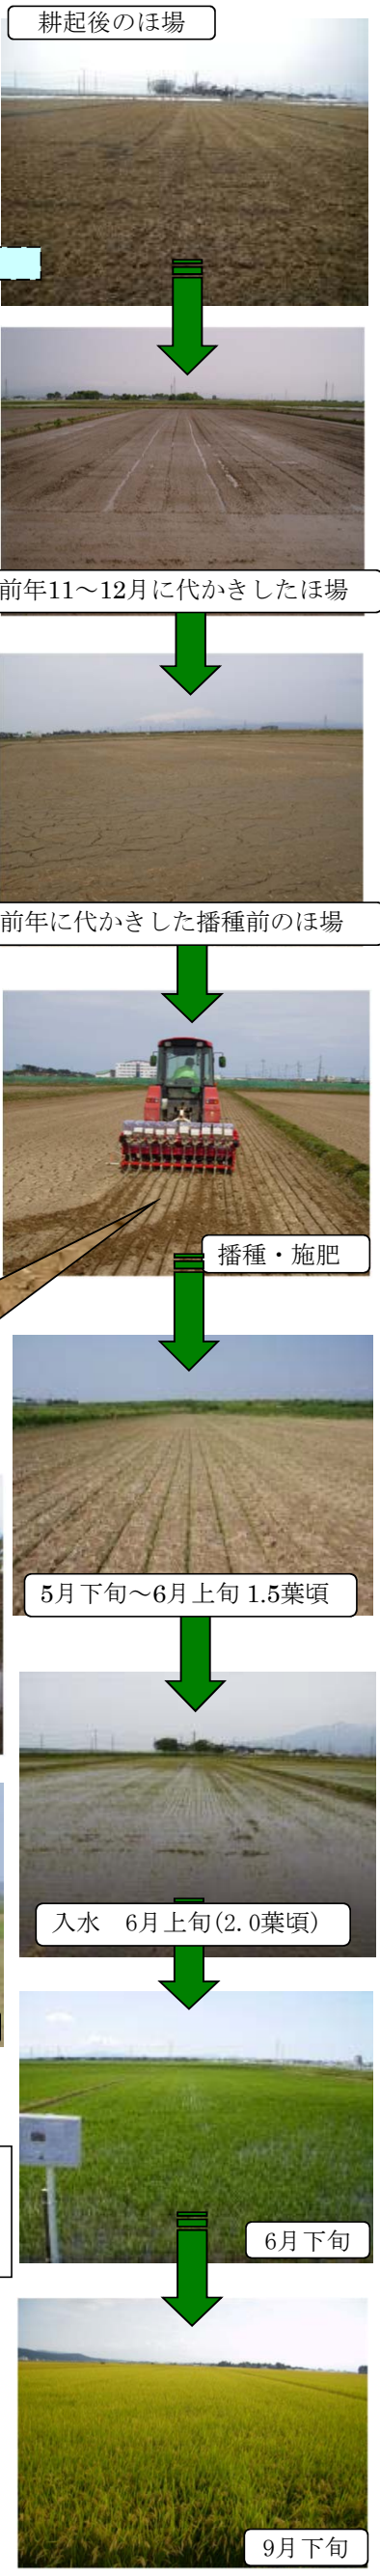 耕起後のほ場
前年11～12月に代かきしたほ場
前年に代かきした播種前のほ場
播種・施肥
5月下旬～6月上旬 1.5葉頃
入水　6月上旬(2.0葉頃)
6月下旬
9月下旬